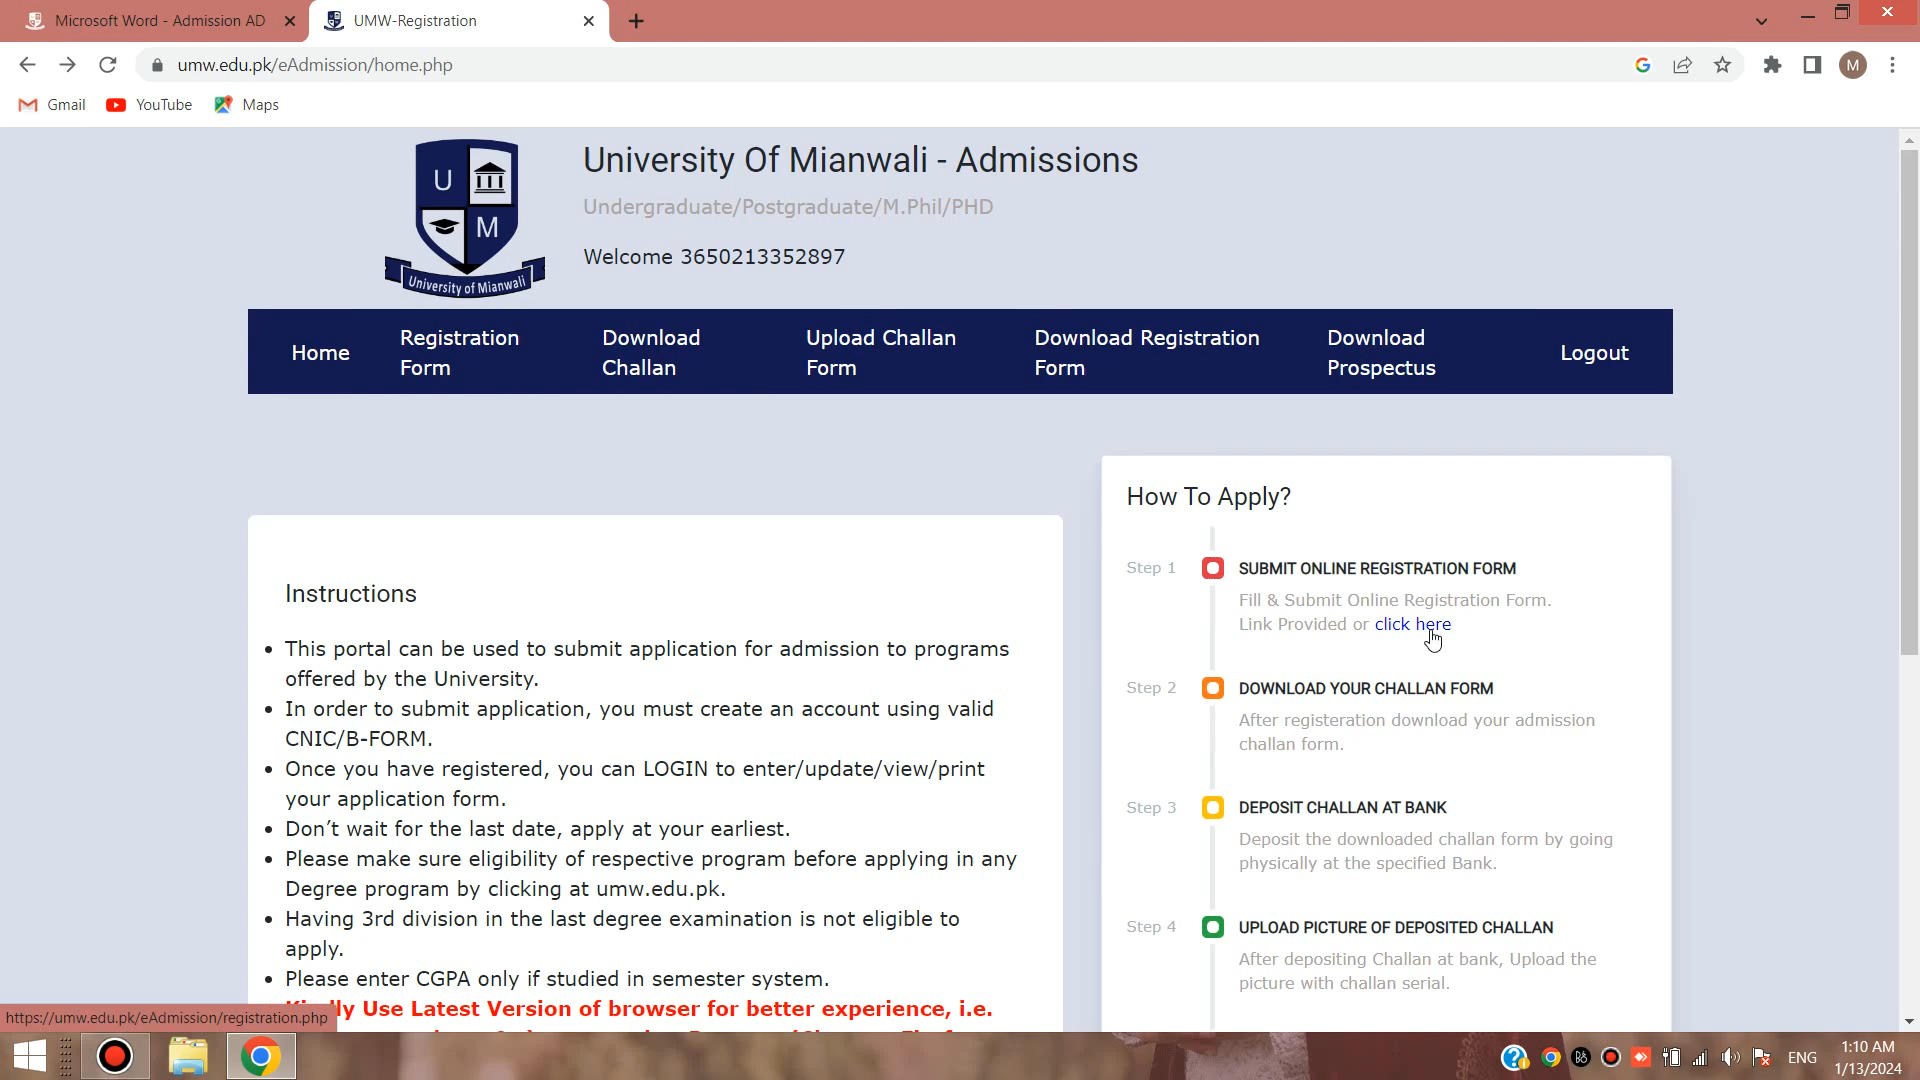 Microsoft Word - Admission AD
UMW-Registration
umw.edu.pk/eAdmission/home.php
M
Gmail
YouTube
Maps
U
M
University of Mianwali
University Of Mianwali - Admissions
Undergraduate/Postgraduate/M.Phil/PHD
Welcome 3650213352897
Home
Registration
Form
Download
Challan
Upload Challan
Form
Download Registration
Form
Download
Prospectus
Logout
Instructions
• This portal can be used to submit application for admission to programs
offered by the University.
• In order to submit application, you must create an account using valid
CNIC/B-FORM.
• Once you have registered, you can LOGIN to enter/update/view/print
your application form.
• Don’t wait for the last date, apply at your earliest.
• Please make sure eligibility of respective program before applying in any
Degree program by clicking at umw.edu.pk.
• Having 3rd division in the last degree examination is not eligible to
apply.
• Please enter CGPA only if studied in semester system.
Kindly Use Latest Version of browser for better experience, i.e.
How To Apply?
Step 1
SUBMIT ONLINE REGISTRATION FORM
Fill & Submit Online Registration Form.
Link Provided or click here
Step 2
DOWNLOAD YOUR CHALLAN FORM
After registeration download your admission
challan form.
Step 3
DEPOSIT CHALLAN AT BANK
Deposit the downloaded challan form by going
physically at the specified Bank.
Step 4
UPLOAD PICTURE OF DEPOSITED CHALLAN
After depositing Challan at bank, Upload the
picture with challan serial.
https://umw.edu.pk/eAdmission/registration.php
ENG
1:10 AM
1/13/2024